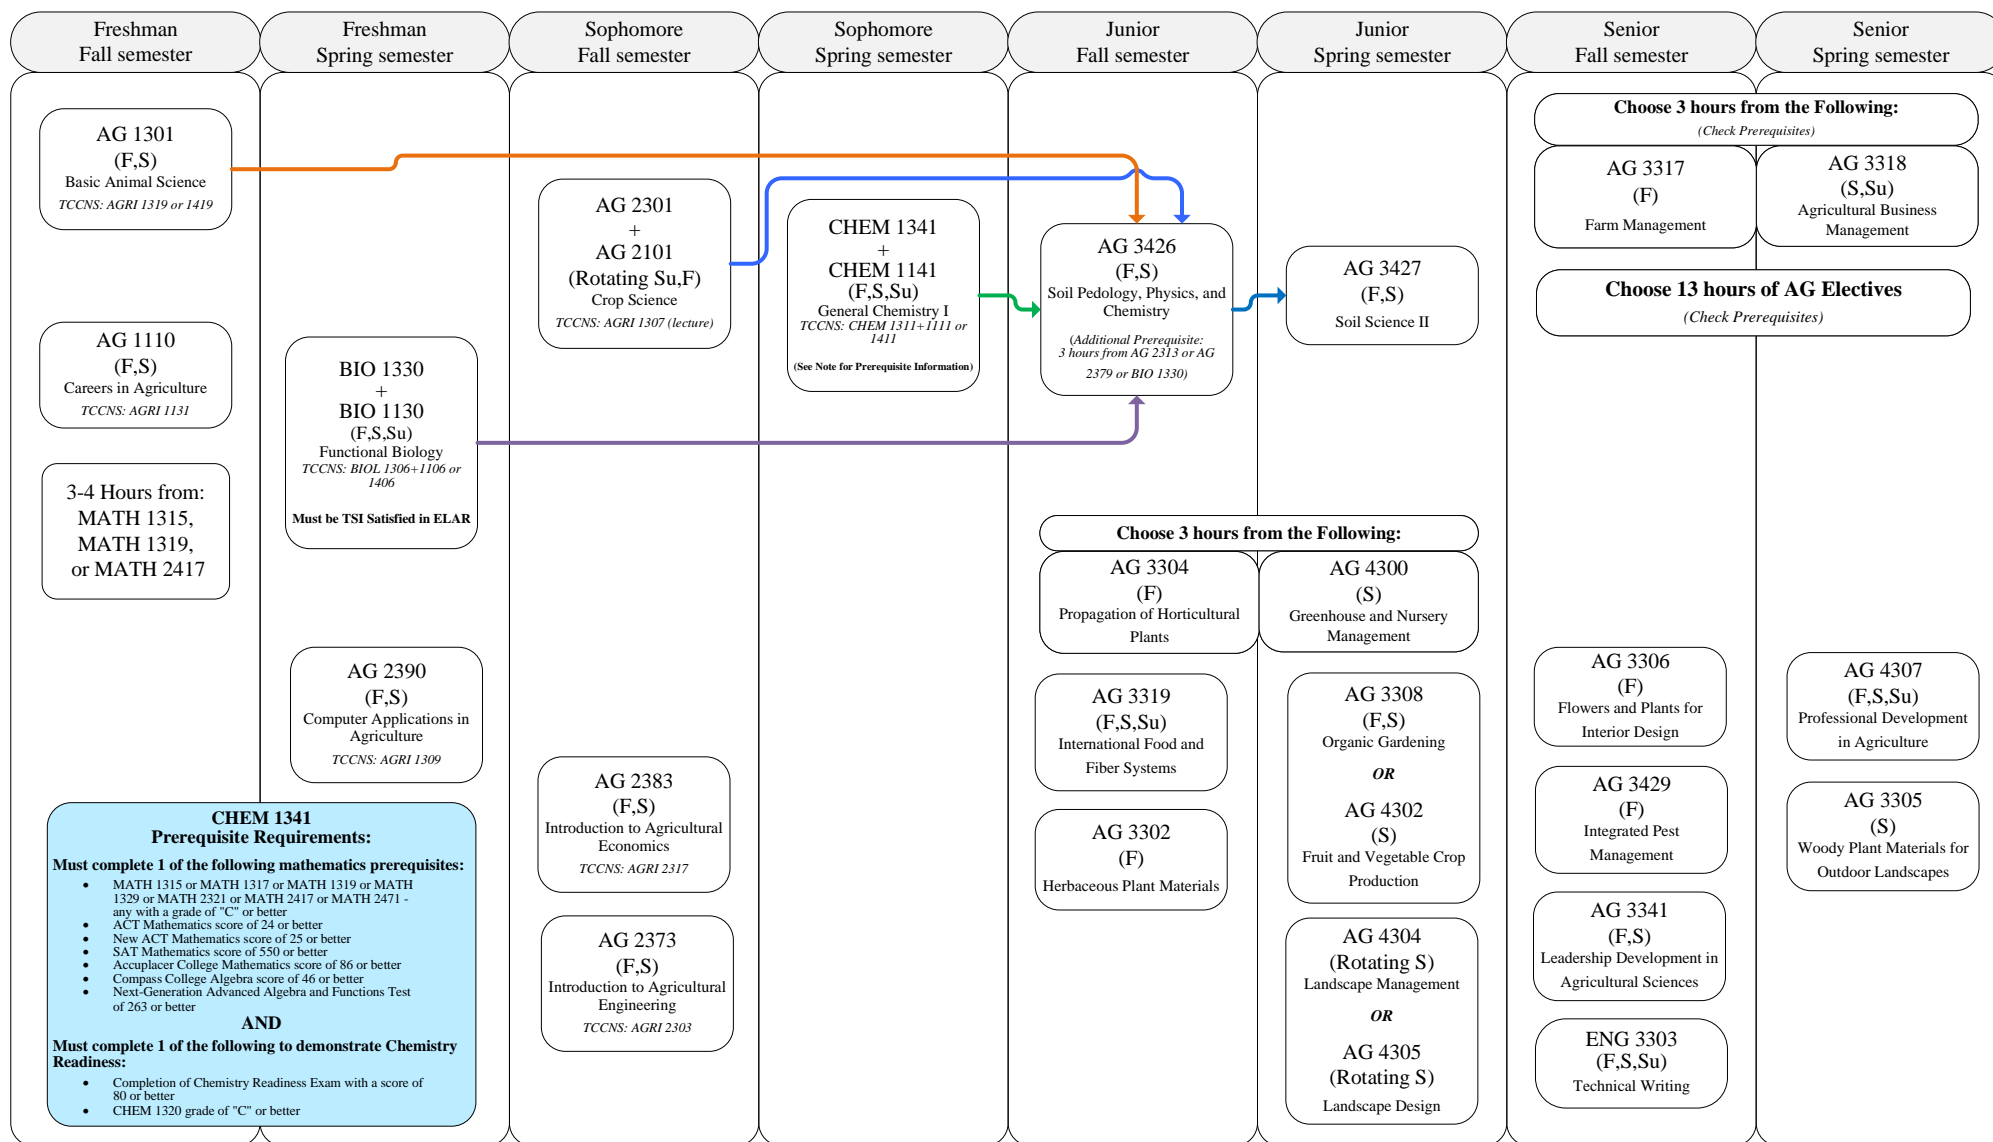 Freshman
Fall semester
Freshman
Spring semester
Sophomore
Fall semester
Sophomore
Spring semester
Junior
Fall semester
Junior
Spring semester
Senior
Fall semester
Senior
Spring semester
AG 1301
(F,S)
Basic Animal Science
TCCNS: AGRI 1319 or 1419
AG 1110
(F,S)
Careers in Agriculture
TCCNS: AGRI 1131
3-4 Hours from:
MATH 1315,
MATH 1319,
or MATH 2417
BIO 1330
+
BIO 1130
(F,S,Su)
Functional Biology
TCCNS: BIOL 1306+1106 or
1406
Must be TSI Satisfied in ELAR
AG 2390
(F,S)
Computer Applications in
Agriculture
TCCNS: AGRI 1309
CHEM 1341
Prerequisite Requirements:
Must complete 1 of the following mathematics prerequisites:
• MATH 1315 or MATH 1317 or MATH 1319 or MATH
1329 or MATH 2321 or MATH 2417 or MATH 2471 -
any with a grade of "C" or better
• ACT Mathematics score of 24 or better
• New ACT Mathematics score of 25 or better
• SAT Mathematics score of 550 or better
• Accuplacer College Mathematics score of 86 or better
• Compass College Algebra score of 46 or better
• Next-Generation Advanced Algebra and Functions Test
of 263 or better
AND
Must complete 1 of the following to demonstrate Chemistry
Readiness:
• Completion of Chemistry Readiness Exam with a score of
80 or better
• CHEM 1320 grade of "C" or better
AG 2301
+
AG 2101
(Rotating Su,F)
Crop Science
TCCNS: AGRI 1307 (lecture)
AG 2383
(F,S)
Introduction to Agricultural
Economics
TCCNS: AGRI 2317
AG 2373
(F,S)
Introduction to Agricultural
Engineering
TCCNS: AGRI 2303
CHEM 1341
+
CHEM 1141
(F,S,Su)
General Chemistry I
TCCNS: CHEM 1311+1111 or
1411
(See Note for Prerequisite Information)
AG 3426
(F,S)
Soil Pedology, Physics, and
Chemistry
(Additional Prerequisite:
3 hours from AG 2313 or AG
2379 or BIO 1330)
AG 3427
(F,S)
Soil Science II
Choose 3 hours from the Following:
AG 3304
(F)
Propagation of Horticultural
Plants
AG 4300
(S)
Greenhouse and Nursery
Management
AG 3319
(F,S,Su)
International Food and
Fiber Systems
AG 3302
(F)
Herbaceous Plant Materials
AG 3308
(F,S)
Organic Gardening
OR
AG 4302
(S)
Fruit and Vegetable Crop
Production
AG 4304
(Rotating S)
Landscape Management
OR
AG 4305
(Rotating S)
Landscape Design
Choose 3 hours from the Following:
(Check Prerequisites)
AG 3317
(F)
Farm Management
AG 3318
(S,Su)
Agricultural Business
Management
Choose 13 hours of AG Electives
(Check Prerequisites)
AG 3306
(F)
Flowers and Plants for
Interior Design
AG 3429
(F)
Integrated Pest
Management
AG 3341
(F,S)
Leadership Development in
Agricultural Sciences
ENG 3303
(F,S,Su)
Technical Writing
AG 4307
(F,S,Su)
Professional Development
in Agriculture
AG 3305
(S)
Woody Plant Materials for
Outdoor Landscapes